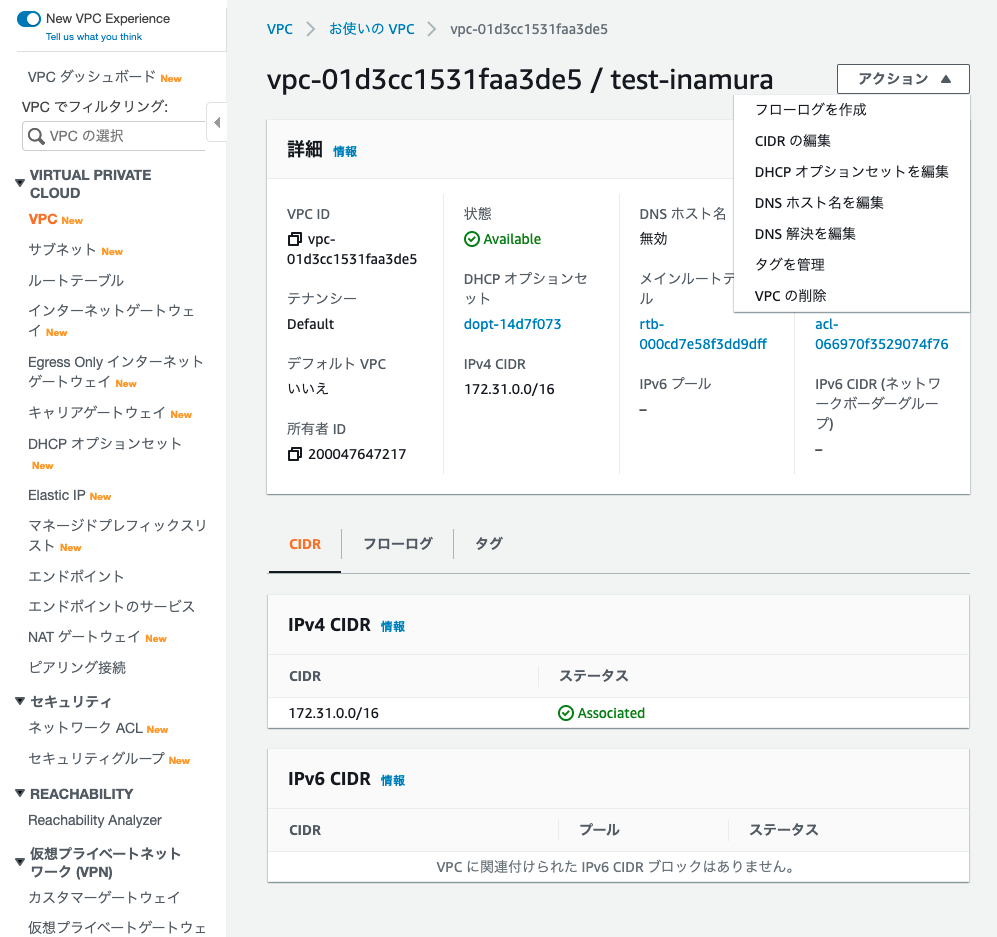 New VPC Experience
Tell us what you think
VPC ダッシュボード New
VPC でフィルタリング:
VPC の選択
VIRTUAL PRIVATE
CLOUD
VPC New
サブネット New
ルートテーブル
インターネットゲートウェ
イ New
Egress Only インターネット
ゲートウェイ New
キャリアゲートウェイ New
DHCP オプションセット
New
Elastic IP New
マネージドプレフィックスリ
スト New
エンドポイント
エンドポイントのサービス
NAT ゲートウェイ New
ピアリング接続
セキュリティ
ネットワーク ACL New
セキュリティグループ New
REACHABILITY
Reachability Analyzer
仮想プライベートネット
ワーク (VPN)
カスタマーゲートウェイ
仮想プライベートゲートウェ
VPC > お使いの VPC > vpc-01d3cc1531faa3de5
vpc-01d3cc1531faa3de5 / test-inamura
アクション
フローログを作成
CIDR の編集
DHCP オプションセットを編集
DNS ホスト名を編集
DNS 解決を編集
タグを管理
VPC の削除
詳細 情報
VPC ID
vpc-
01d3cc1531faa3de5
テナンシー
Default
デフォルト VPC
いいえ
所有者 ID
200047647217
状態
Available
DHCP オプションセ
ット
dopt-14d7f073
IPv4 CIDR
172.31.0.0/16
DNS ホスト名
無効
メインルートテ
ル
rtb-
000cd7e58f3dd9dff
IPv6 プール
–
acl-
066970f3529074f76
IPv6 CIDR (ネットワ
ークボーダーグルー
プ)
–
CIDR
フローログ
タグ
IPv4 CIDR 情報
CIDR ステータス
172.31.0.0/16 Associated
IPv6 CIDR 情報
CIDR プール ステータス
VPC に関連付けられた IPv6 CIDR ブロックはありません。